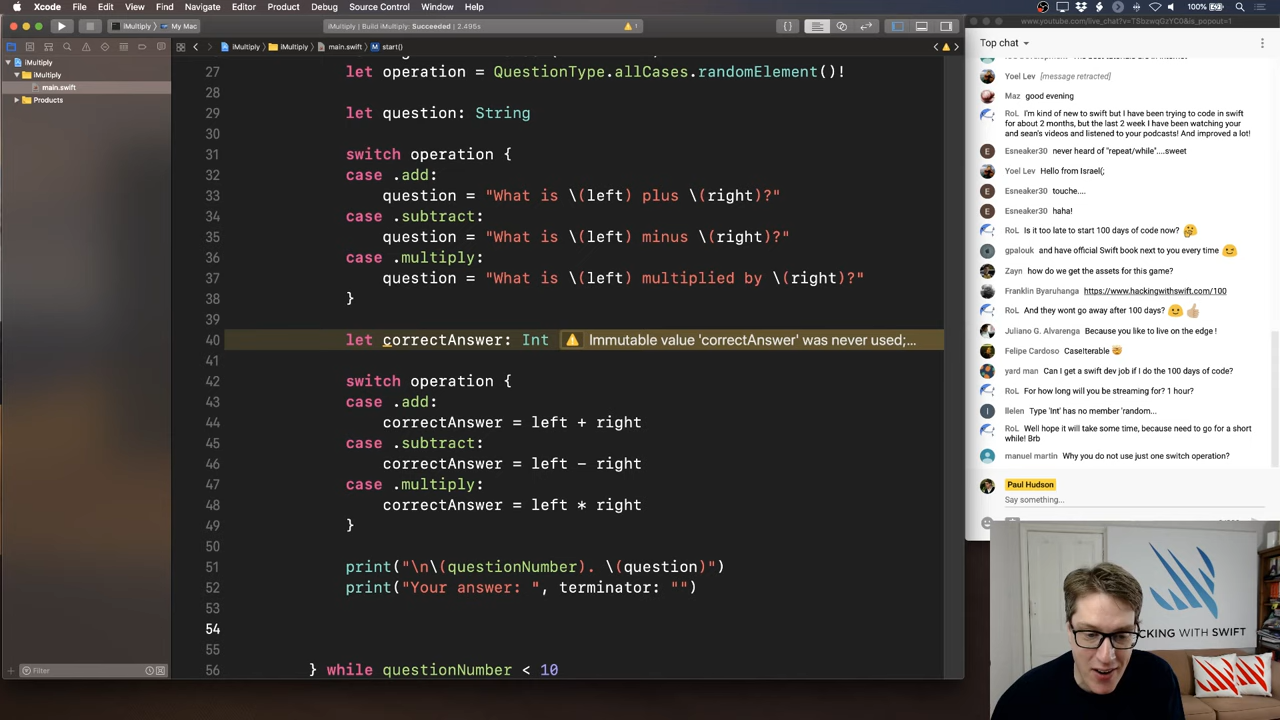 Xcode File Edit View Find Navigate Editor Product Debug Source Control Window Help
iMultiply
My Mac
iMultiply: Succeeded | 2.495s
www.youtube.com/live_chat?v=TSbzwqGzYC0&is_popout=1
iMultiply
iMultiply
main.swift
start()
Top chat
iMultiply
iMultiply
main.swift
Products
27 let operation = QuestionType.allCases.randomElement()!
28
29 let question: String
30
31 switch operation {
32 case .add:
33 question = "What is \(left) plus \(right)?"
34 case .subtract:
35 question = "What is \(left) minus \(right)?"
36 case .multiply:
37 question = "What is \(left) multiplied by \(right)?"
38 }
39
40 let correctAnswer: Int Immutable value 'correctAnswer' was never used;...
41
42 switch operation {
43 case .add:
44 correctAnswer = left + right
45 case .subtract:
46 correctAnswer = left - right
47 case .multiply:
48 correctAnswer = left * right
49 }
50
51 print("\n\(questionNumber). \(question)")
52 print("Your answer: ", terminator: "")
53
54
55
56 } while questionNumber < 10
Filter
Yoel Lev [message retracted]
Maz good evening
RoL I'm kind of new to swift but I have been trying to code in swift
for about 2 months, but the last 2 week I have been watching your
and sean's videos and listened to your podcasts! And improved a lot!
Esneaker30 never heard of "repeat/while"....sweet
Yoel Lev Hello from Israel(;
Esneaker30 touche....
Esneaker30 haha!
RoL Is it too late to start 100 days of code now? 🤔
gpalouk and have official Swift book next to you every time 😉
Zayn how do we get the assets for this game?
Franklin Byaruhanga https://www.hackingwithswift.com/100
RoL And they wont go away after 100 days? 😉👍
Juliano G. Alvarenga Because you like to live on the edge !
Felipe Cardoso CaseIterable 🤯
yard man Can I get a swift dev job if I do the 100 days of code?
RoL For how long will you be streaming for? 1 hour?
Type 'Int' has no member 'random...
RoL Well hope it will take some time, because need to go for a short
while! Brb
manuel martin Why you do not use just one switch operation?
Paul Hudson
Say something...
CKING WITH SWIFT